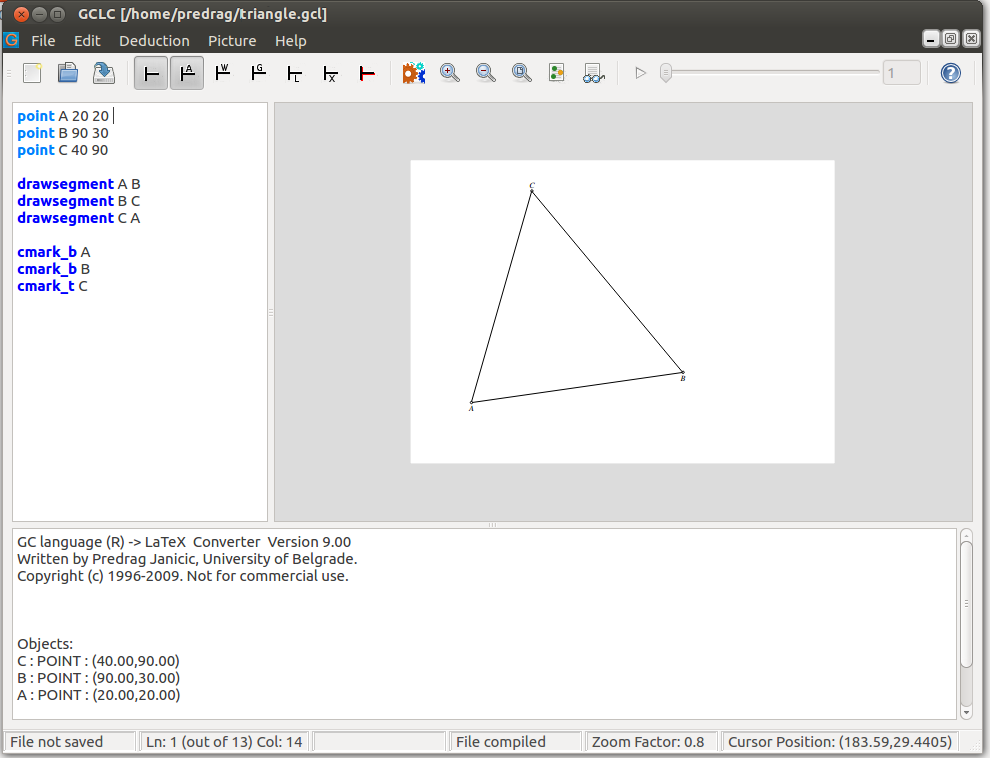 GCLC [/home/predrag/triangle.gcl]
G File Edit Deduction Picture Help
A W G L X 1 ?
point A 20 20
point B 90 30
point C 40 90
drawsegment A B
drawsegment B C
drawsegment C A
cmark_b A
cmark_b B
cmark_t C
C
B
A
GC language (R) -> LaTeX Converter Version 9.00
Written by Predrag Janicic, University of Belgrade.
Copyright (c) 1996-2009. Not for commercial use.
Objects:
C : POINT : (40.00,90.00)
B : POINT : (90.00,30.00)
A : POINT : (20.00,20.00)
File not saved Ln: 1 (out of 13) Col: 14 File compiled Zoom Factor: 0.8 Cursor Position: (183.59,29.4405)